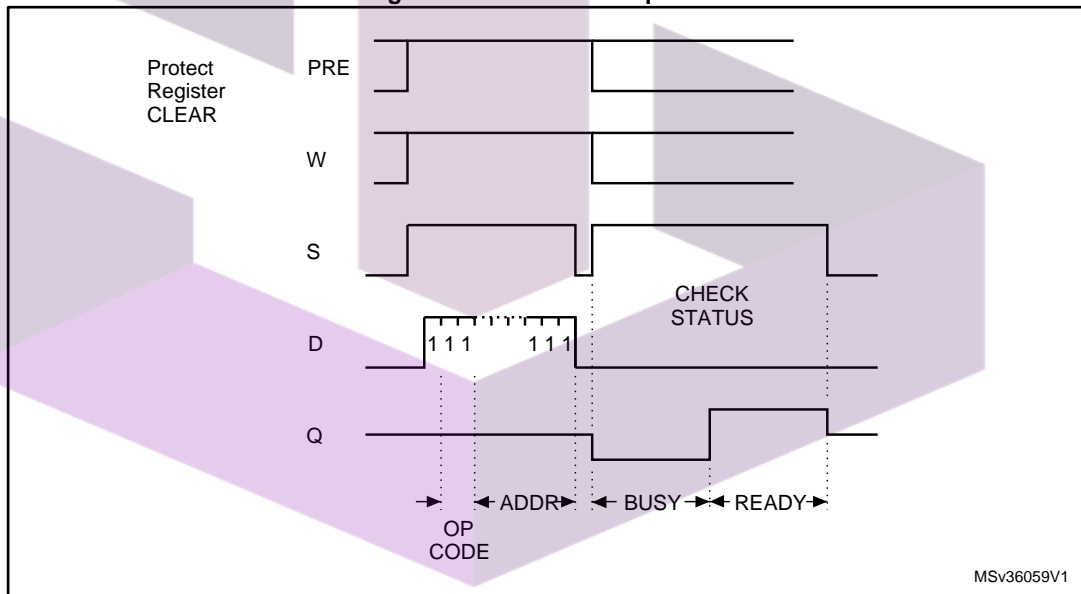 Protect
Register
CLEAR
PRE
W
S
CHECK
STATUS
D
1 1 1 1 1 1
Q
ADDR BUSY READY
OP
CODE
MSv36059V1